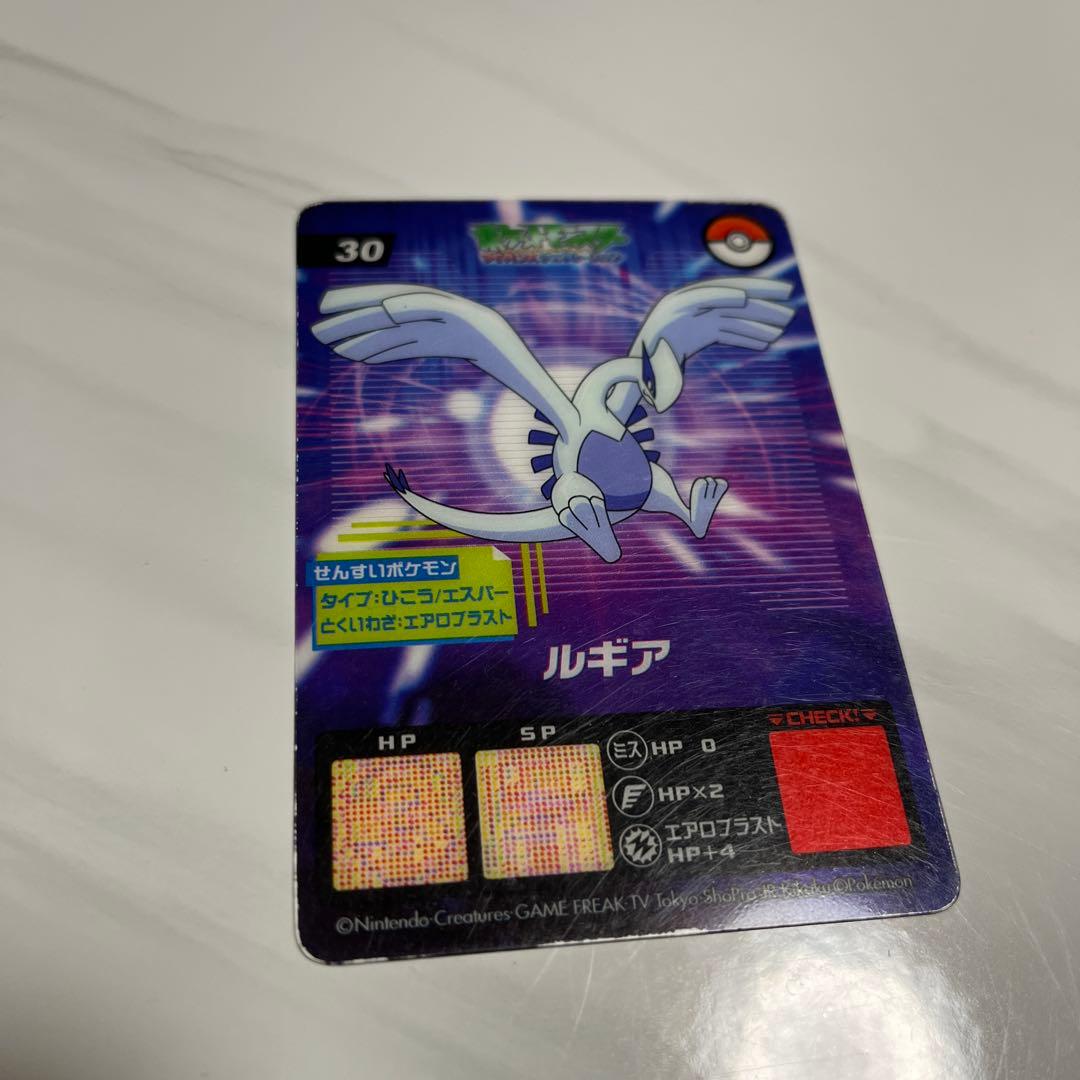 30
せんすいポケモン
タイプ:ひこう/エスパー
とくいわざ:エアロブラスト
ルギア
HP
SP
ミス HP 0
E HP×2
エアロブラスト
HP+4
CHECK!
©Nintendo·Creatures·GAME FREAK·TV Tokyo·ShoPro·JR Kikaku ©Pokémon